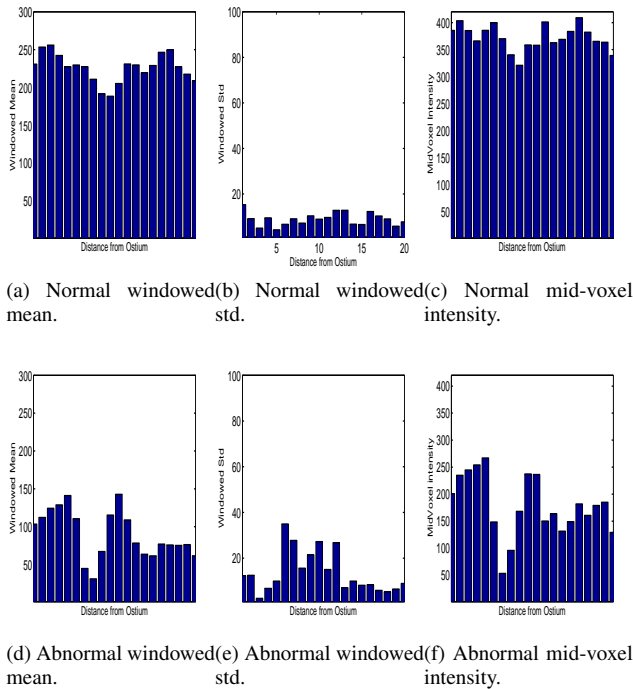 300
250
200
150
100
50
Windowed Mean
Distance from Ostium
100
80
60
40
20
Windowed Std
5 10 15 20
Distance from Ostium
400
350
300
250
200
150
100
50
MidVoxel Intensity
Distance from Ostium
(a) Normal windowed mean.
(b) Normal windowed std.
(c) Normal mid-voxel intensity.
300
250
200
150
100
50
Windowed Mean
Distance from Ostium
100
80
60
40
20
Windowed Std
Distance from Ostium
400
350
300
250
200
150
100
50
MidVoxel Intensity
Distance from Ostium
(d) Abnormal windowed mean.
(e) Abnormal windowed std.
(f) Abnormal mid-voxel intensity.